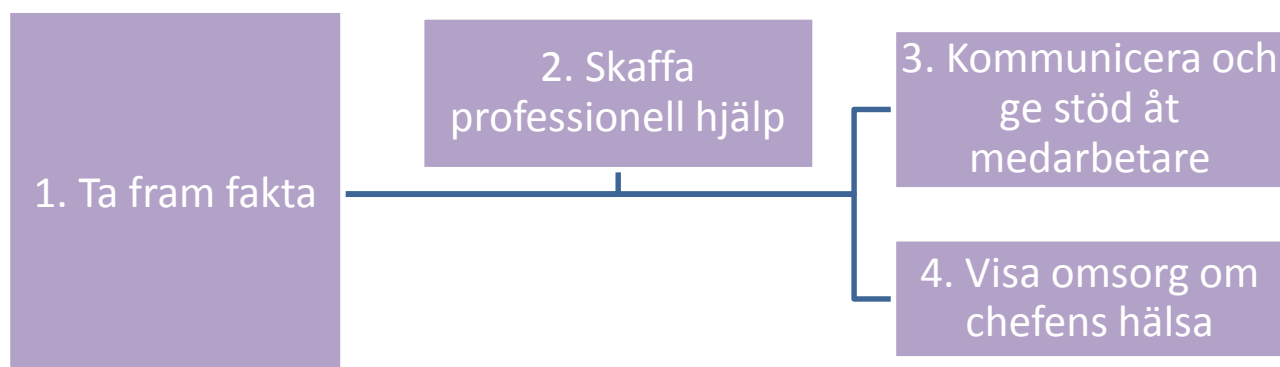 1. Ta fram fakta
2. Skaffa
professionell hjälp
3. Kommunicera och
ge stöd åt
medarbetare
4. Visa omsorg om
chefens hälsa